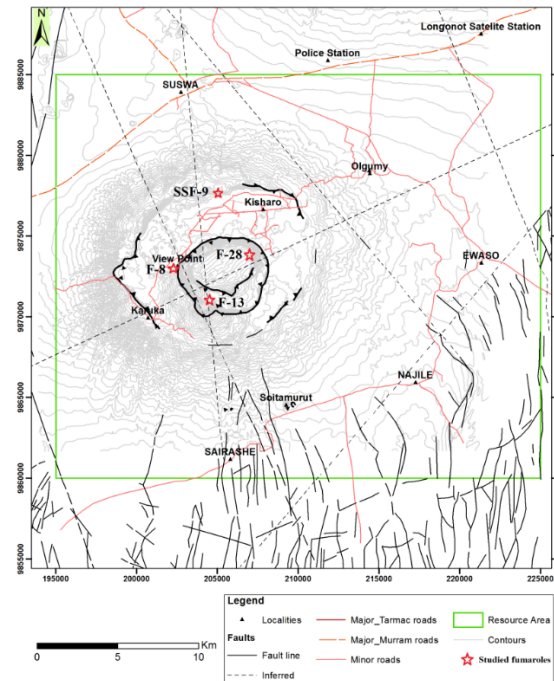 N
Longonot Satellite Station
Police Station
SUSWA
Olgumy
SSF-9
Kisharo
View Point
F-28
EWASO
F-8
F-13
Karuka
NAJILE
Soitamurut
SAIRASHE
9885000
9880000
9875000
9870000
9865000
9860000
9855000
195000 200000 205000 210000 215000 220000 225000
Legend
Localities
Major_Tarmac roads
Resource Area
Faults
Major_Murram roads
Contours
Fault line
Minor roads
Studied fumaroles
Inferred
Km
0 5 10